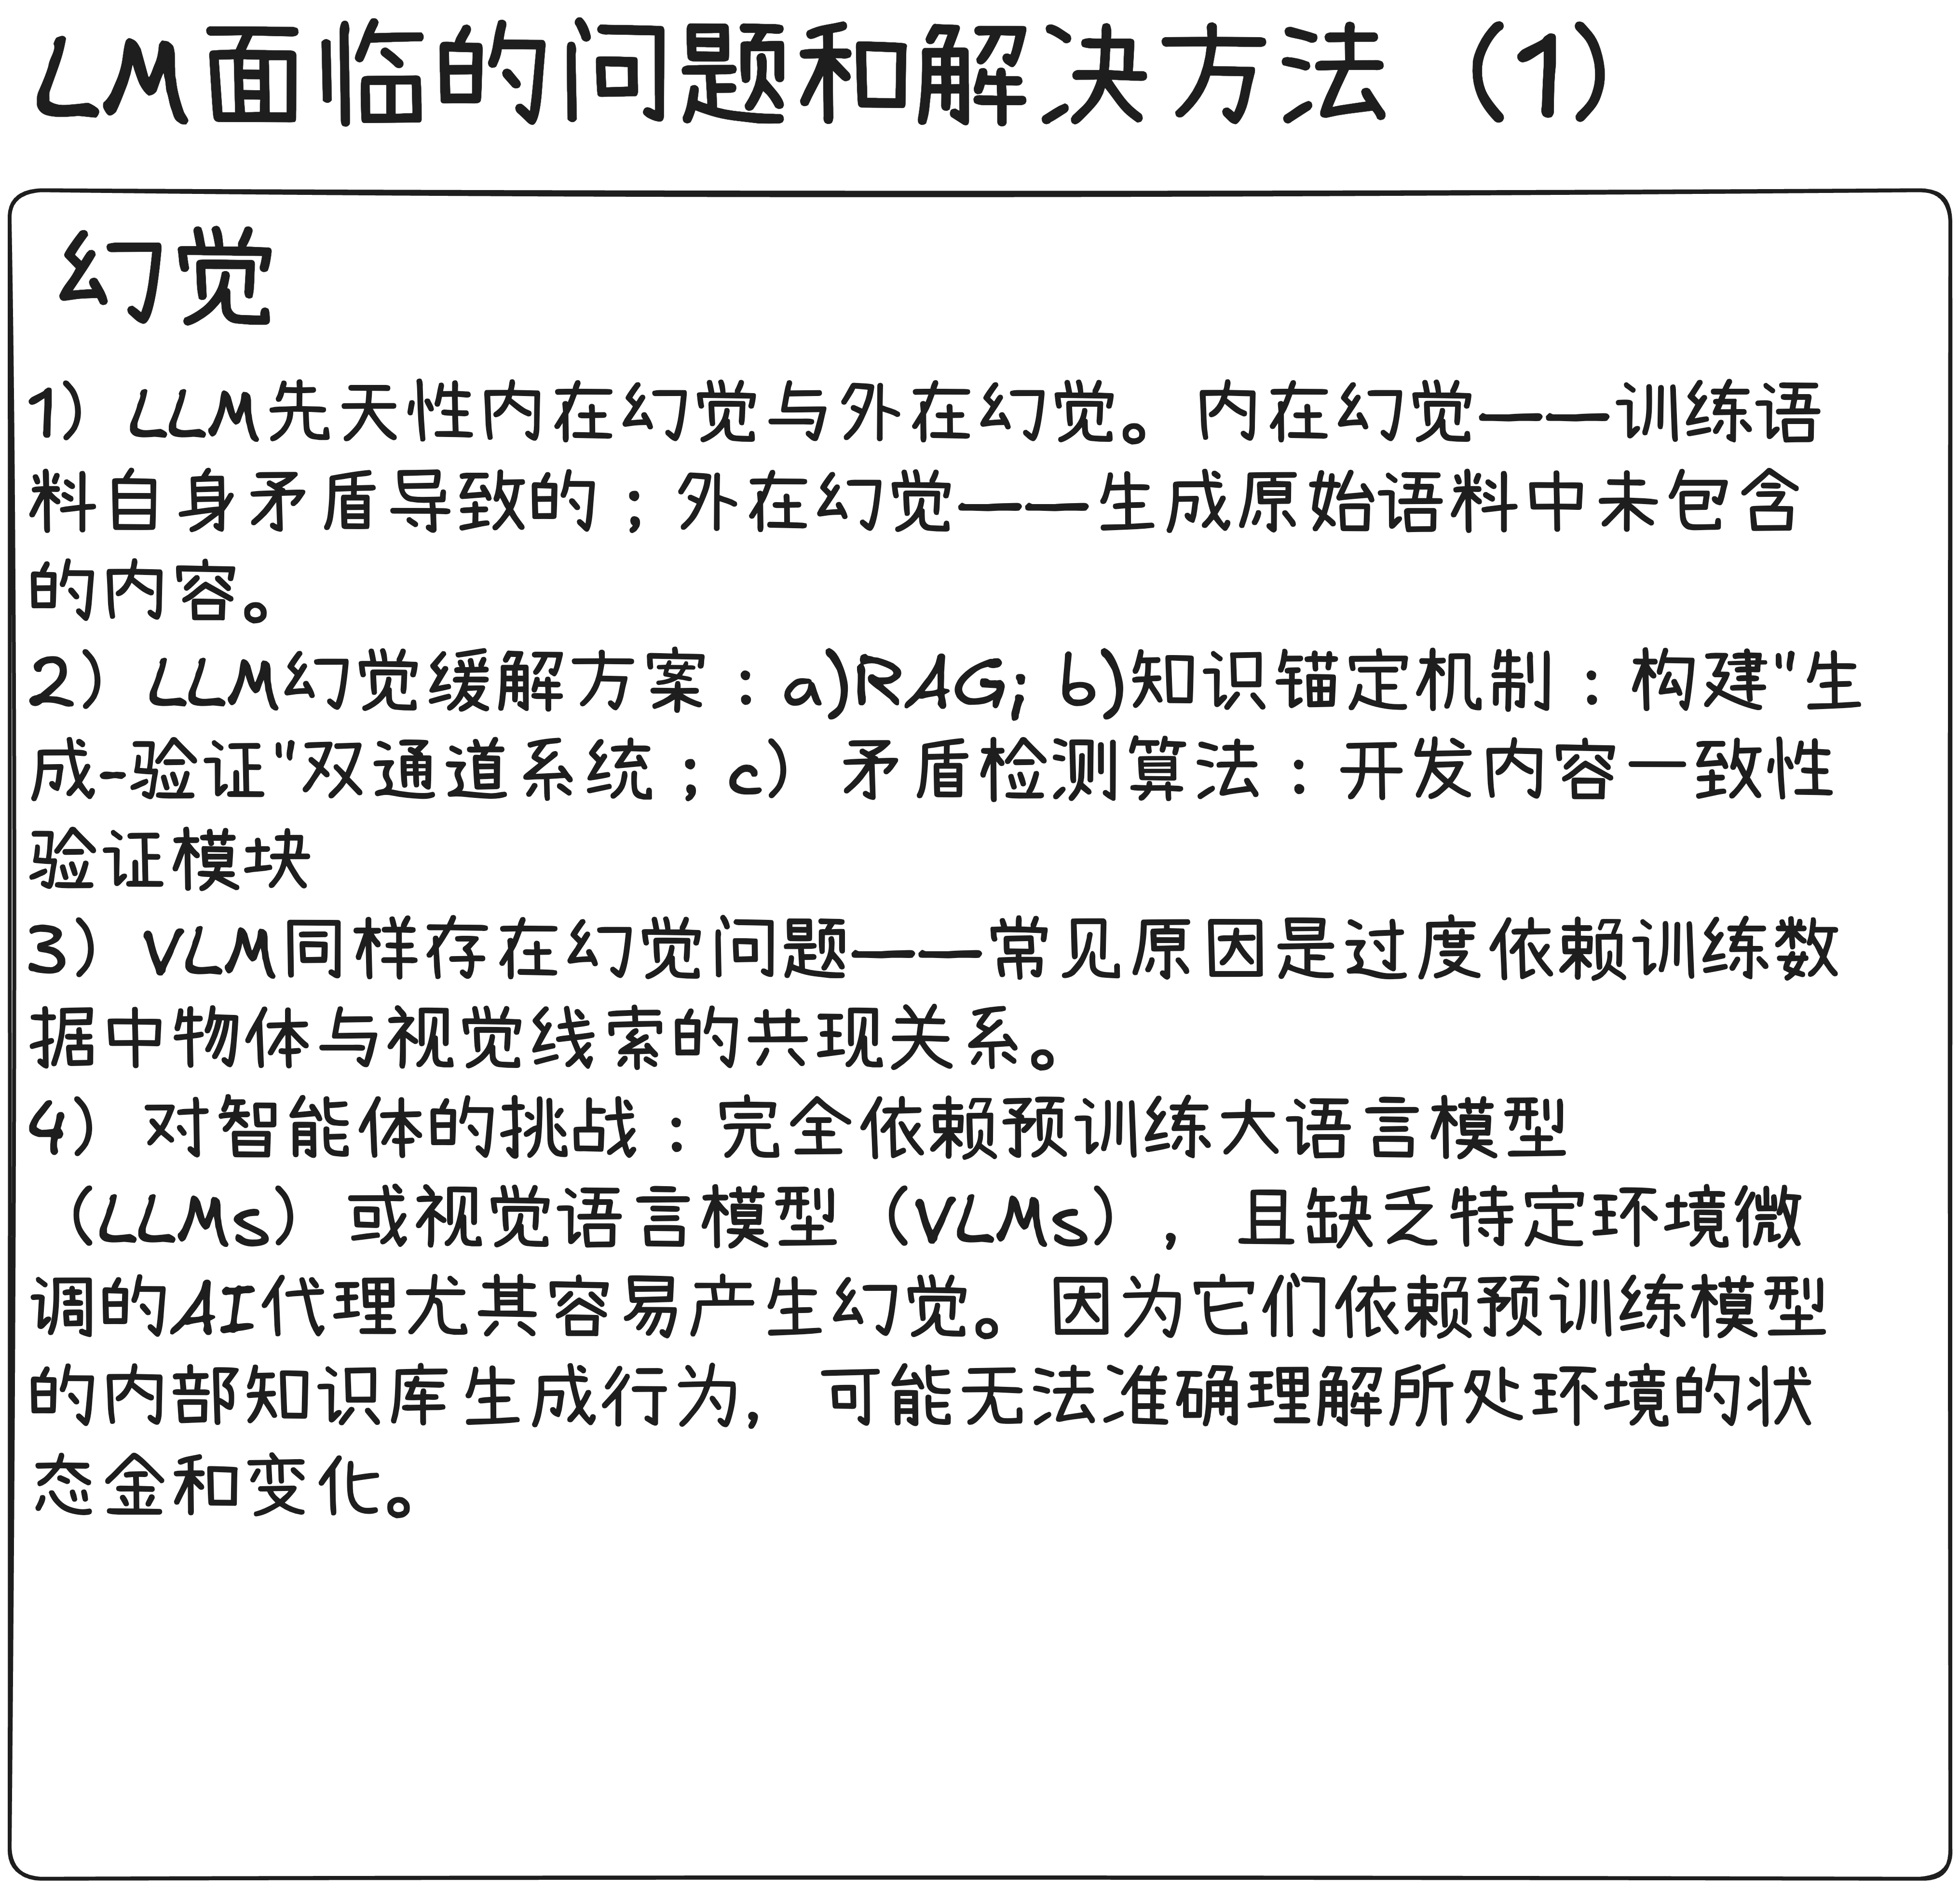 LM面临的问题和解决方法（1）
幻觉
1） LLM先天性内在幻觉与外在幻觉。内在幻觉——训练语
料自身矛盾导致的；外在幻觉——生成原始语料中未包含
的内容。
2） LLM幻觉缓解方案：a)RAG; b)知识锚定机制：构建"生
成-验证"双通道系统；c） 矛盾检测算法：开发内容一致性
验证模块
3） VLM同样存在幻觉问题——常见原因是过度依赖训练数
据中物体与视觉线索的共现关系。
4） 对智能体的挑战：完全依赖预训练大语言模型
（LLMs）或视觉语言模型（VLMs），且缺乏特定环境微
调的AI代理尤其容易产生幻觉。因为它们依赖预训练模型
的内部知识库生成行为，可能无法准确理解所处环境的状
态金和变化。